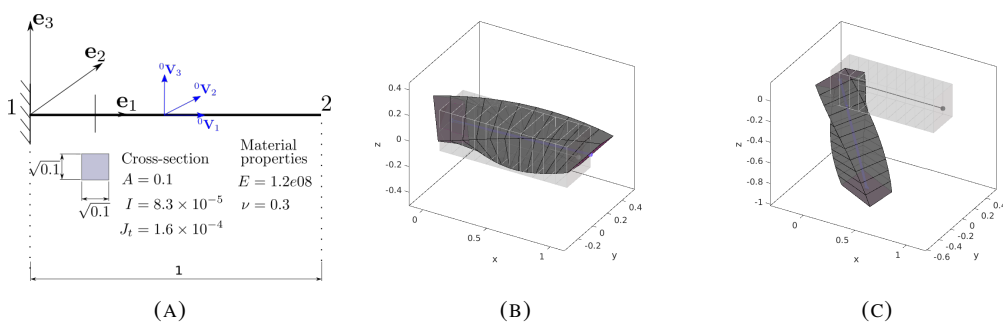 e₃
e₂
1
e₁
⁰V₃
⁰V₂
⁰V₁
2
√0.1
√0.1
Cross-section
A = 0.1
I = 8.3 × 10⁻⁵
Jₜ = 1.6 × 10⁻⁴
Material
properties
E = 1.2e08
ν = 0.3
1
(A)
0.4
0.2
0
-0.2
-0.4
z
0
0.5
1
x
-0.2
0
0.2
0.4
y
(B)
0
-0.2
-0.4
-0.6
-0.8
-1
z
0
0.5
1
x
-0.6
-0.4
-0.2
0
0.2
0.4
y
(C)